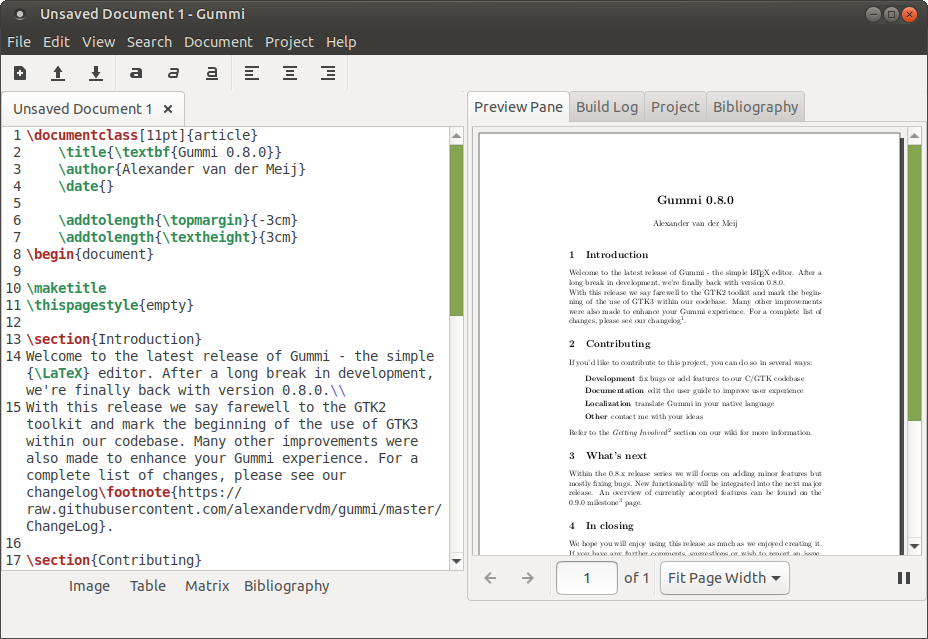 Unsaved Document 1 - Gummi
File Edit View Search Document Project Help
a a a
Unsaved Document 1 ×
1 \documentclass[11pt]{article}
2 \title{\textbf{Gummi 0.8.0}}
3 \author{Alexander van der Meij}
4 \date{}
5
6 \addtolength{\topmargin}{-3cm}
7 \addtolength{\textheight}{3cm}
8 \begin{document}
9
10 \maketitle
11 \thispagestyle{empty}
12
13 \section{Introduction}
14 Welcome to the latest release of Gummi - the simple
{\LaTeX} editor. After a long break in development,
we're finally back with version 0.8.0.\\
15 With this release we say farewell to the GTK2
toolkit and mark the beginning of the use of GTK3
within our codebase. Many other improvements were
also made to enhance your Gummi experience. For a
complete list of changes, please see our
changelog\footnote{https://
raw.githubusercontent.com/alexandervdm/gummi/master/
ChangeLog}.
16
17 \section{Contributing}
Image Table Matrix Bibliography
Preview Pane Build Log Project Bibliography
Gummi 0.8.0
Alexander van der Meij
1 Introduction
Welcome to the latest release of Gummi - the simple LATEX editor. After a
long break in development, we're finally back with version 0.8.0.
With this release we say farewell to the GTK2 toolkit and mark the begin-
ning of the use of GTK3 within our codebase. Many other improvements
were also made to enhance your Gummi experience. For a complete list of
changes, please see our changelog1.
2 Contributing
If you'd like to contribute to this project, you can do so in several ways:
Development fix bugs or add features to our C/GTK codebase
Documentation edit the user guide to improve user experience
Localization translate Gummi in your native language
Other contact me with your ideas
Refer to the Getting Involved2 section on our wiki for more information.
3 What's next
Within the 0.8.x release series we will focus on adding minor features but
mostly fixing bugs. New functionality will be integrated into the next major
release. An overview of currently accepted features can be found on the
0.9.0 milestone3 page.
4 In closing
We hope you will enjoy using this release as much as we enjoyed creating it.
If you have any further comments, suggestions or wish to report an issue,
1 of 1 Fit Page Width